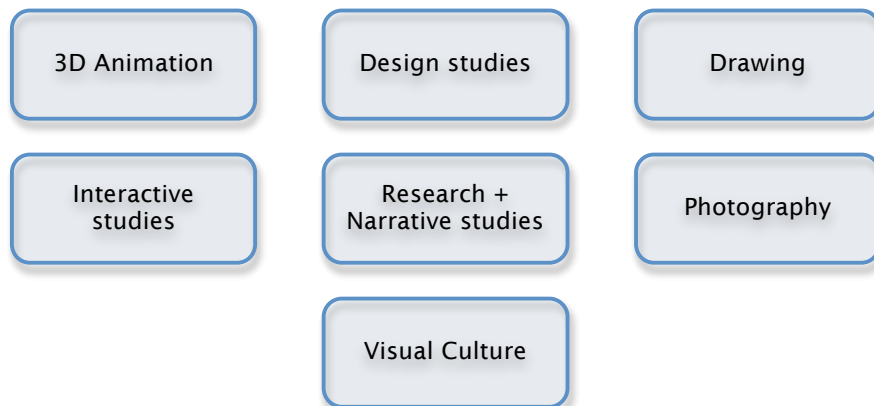 3D Animation
Design studies
Drawing
Interactive
studies
Research +
Narrative studies
Photography
Visual Culture